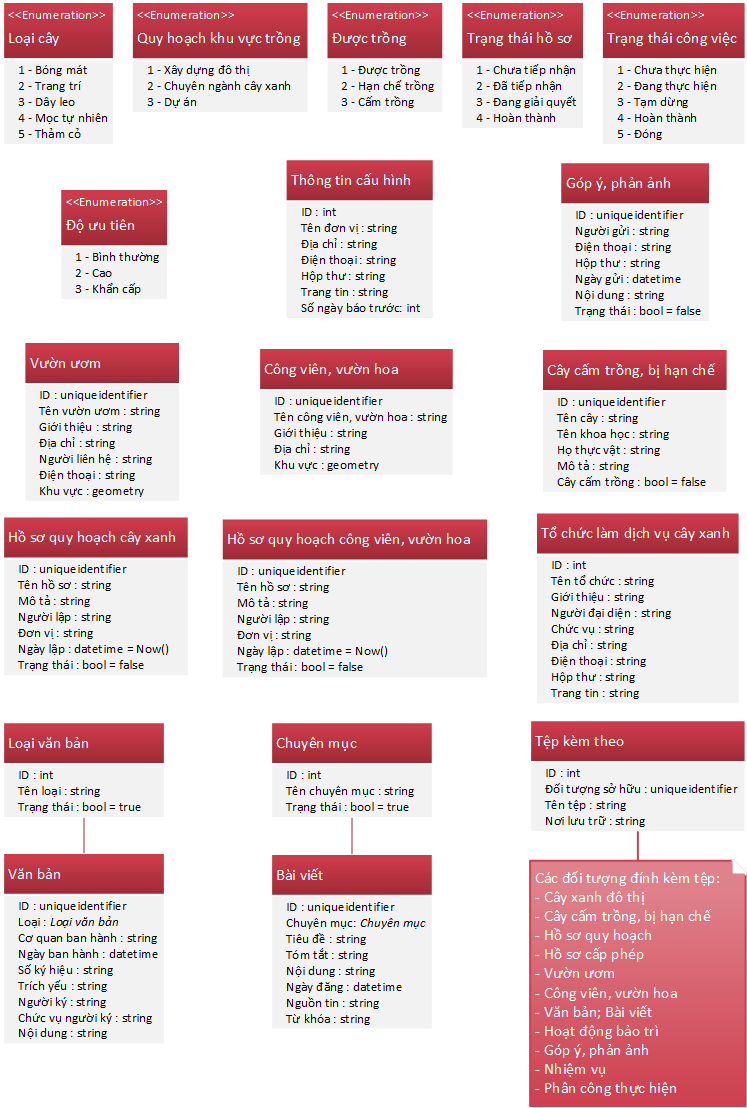 <<Enumeration>>
Loại cây
1 - Bóng mát
2 - Trang trí
3 - Dây leo
4 - Mọc tự nhiên
5 - Thảm cỏ
<<Enumeration>>
Quy hoạch khu vực trồng
1 - Xây dựng đô thị
2 - Chuyên ngành cây xanh
3 - Dự án
<<Enumeration>>
Được trồng
1 - Được trồng
2 - Hạn chế trồng
3 - Cấm trồng
<<Enumeration>>
Trạng thái hồ sơ
1 - Chưa tiếp nhận
2 - Đã tiếp nhận
3 - Đang giải quyết
4 - Hoàn thành
<<Enumeration>>
Trạng thái công việc
1 - Chưa thực hiện
2 - Đang thực hiện
3 - Tạm dừng
4 - Hoàn thành
5 - Đóng
<<Enumeration>>
Độ ưu tiên
1 - Bình thường
2 - Cao
3 - Khẩn cấp
Thông tin cấu hình
ID : int
Tên đơn vị : string
Địa chỉ : string
Điện thoại : string
Hộp thư : string
Trang tin : string
Số ngày báo trước: int
Góp ý, phản ảnh
ID : uniqueidentifier
Người gửi : string
Điện thoại : string
Hộp thư : string
Ngày gửi : datetime
Nội dung : string
Trạng thái : bool = false
Vườn ươm
ID : uniqueidentifier
Tên vườn ươm : string
Giới thiệu : string
Địa chỉ : string
Người liên hệ : string
Điện thoại : string
Khu vực : geometry
Công viên, vườn hoa
ID : uniqueidentifier
Tên công viên, vườn hoa : string
Giới thiệu : string
Địa chỉ : string
Khu vực : geometry
Cây cấm trồng, bị hạn chế
ID : uniqueidentifier
Tên cây : string
Tên khoa học : string
Họ thực vật : string
Mô tả : string
Cây cấm trồng : bool = false
Hồ sơ quy hoạch cây xanh
ID : uniqueidentifier
Tên hồ sơ : string
Mô tả : string
Người lập : string
Đơn vị : string
Ngày lập : datetime = Now()
Trạng thái : bool = false
Hồ sơ quy hoạch công viên, vườn hoa
ID : uniqueidentifier
Tên hồ sơ : string
Mô tả : string
Người lập : string
Đơn vị : string
Ngày lập : datetime = Now()
Trạng thái : bool = false
Tổ chức làm dịch vụ cây xanh
ID : int
Tên tổ chức : string
Giới thiệu : string
Người đại diện : string
Chức vụ : string
Địa chỉ : string
Điện thoại : string
Hộp thư : string
Trang tin : string
Loại văn bản
ID : int
Tên loại : string
Trạng thái : bool = true
Chuyên mục
ID : int
Tên chuyên mục : string
Trạng thái : bool = true
Tệp kèm theo
ID : int
Đối tượng sở hữu : uniqueidentifier
Tên tệp : string
Nơi lưu trữ : string
Văn bản
ID : uniqueidentifier
Loại : Loại văn bản
Cơ quan ban hành : string
Ngày ban hành : datetime
Số ký hiệu : string
Trích yếu : string
Người ký : string
Chức vụ người ký : string
Nội dung : string
Bài viết
ID : uniqueidentifier
Chuyên mục: Chuyên mục
Tiêu đề : string
Tóm tắt : string
Nội dung : string
Ngày đăng : datetime
Nguồn tin : string
Từ khóa : string
Các đối tượng đính kèm tệp:
- Cây xanh đô thị
- Cây cấm trồng, bị hạn chế
- Hồ sơ quy hoạch
- Hồ sơ cấp phép
- Vườn ươm
- Công viên, vườn hoa
- Văn bản; Bài viết
- Hoạt động bảo trì
- Góp ý, phản ảnh
- Nhiệm vụ
- Phân công thực hiện